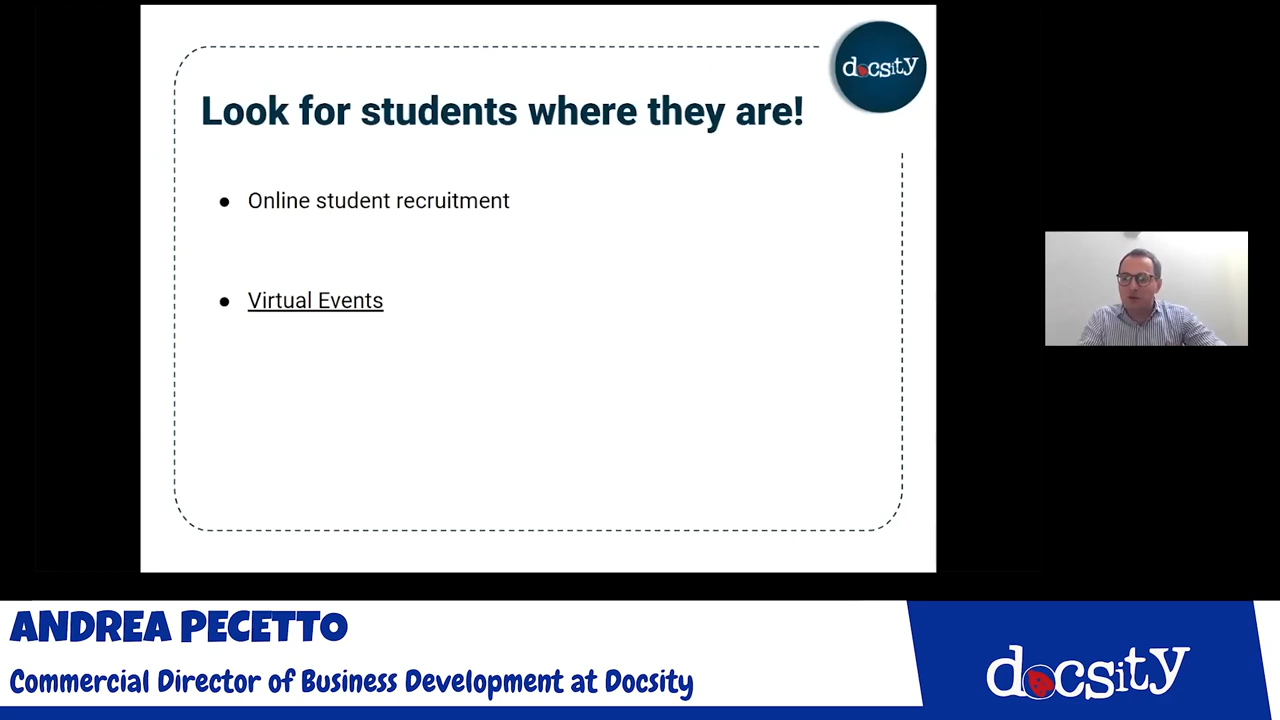 docsity
Look for students where they are!
● Online student recruitment
● Virtual Events
ANDREA PECETTO
Commercial Director of Business Development at Docsity
docsity